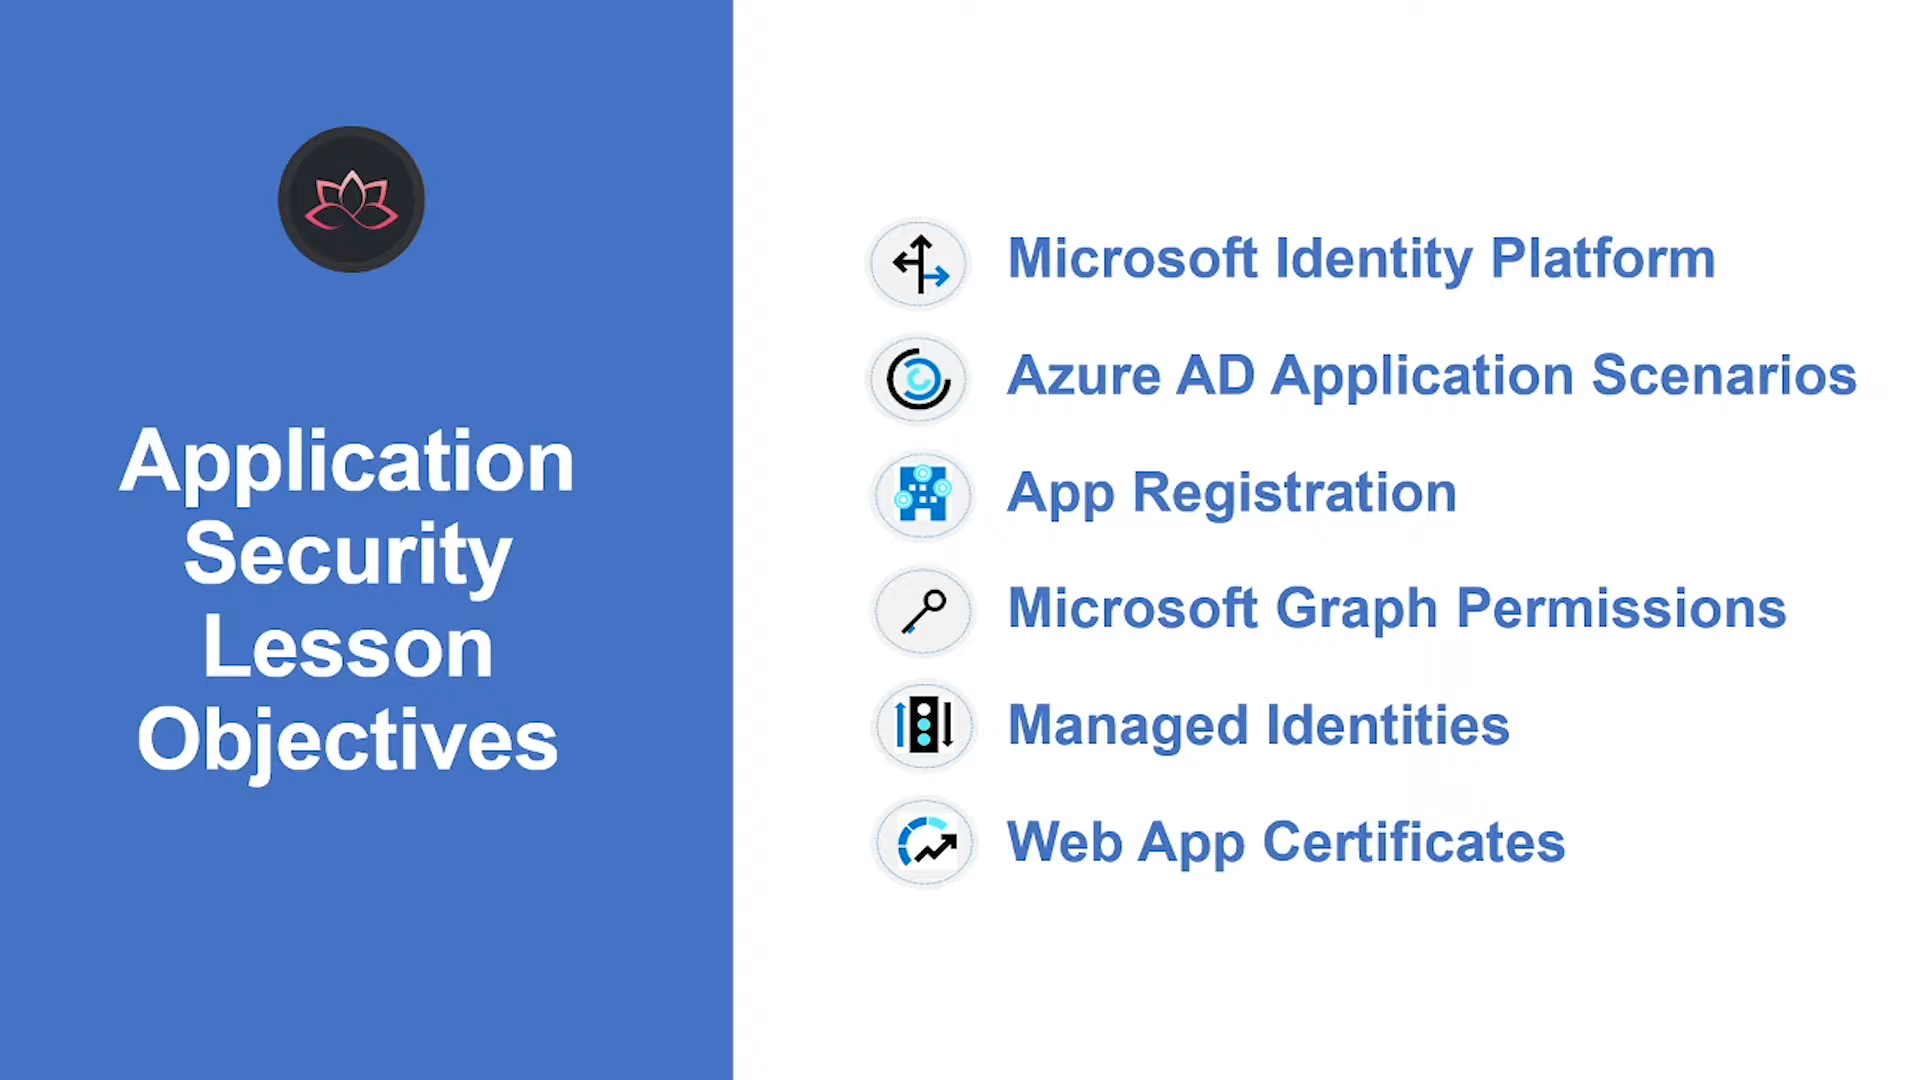 Application
Security
Lesson
Objectives
Microsoft Identity Platform
Azure AD Application Scenarios
App Registration
Microsoft Graph Permissions
Managed Identities
Web App Certificates